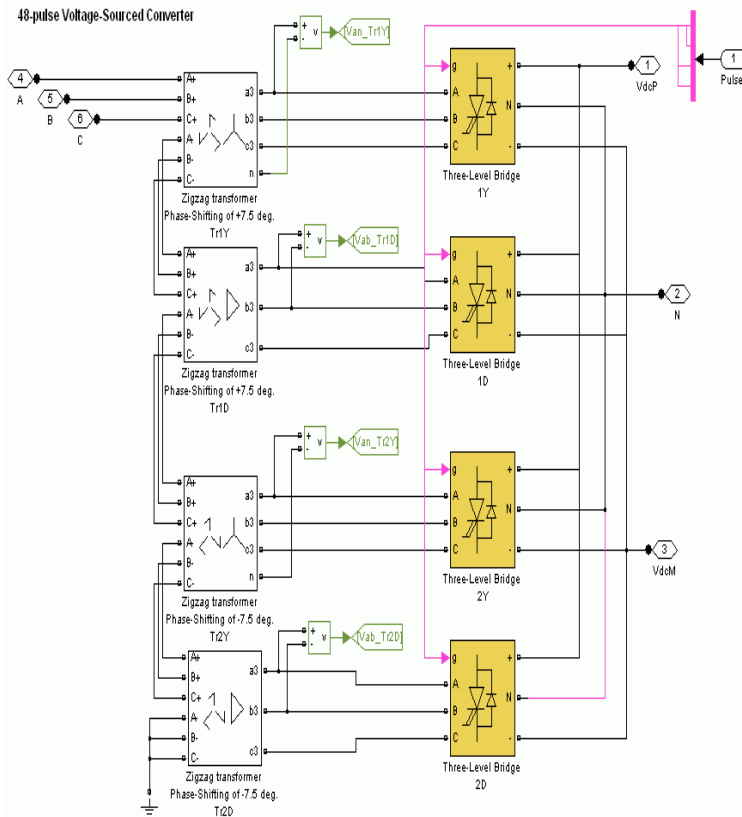 48-pulse Voltage-Sourced Converter
+
-
v
[Van_Tr1Y]
4
A
5
B
6
C
A+
B+
C+
A-
B-
C-
a3
b3
c3
n
Zigzag transformer
Phase-Shifting of +7.5 deg.
Tr1Y
g
A
B
C
+
N
-
Three-Level Bridge
1Y
1
VdcP
1
Pulse
+
-
v
[Vab_Tr1D]
A+
B+
C+
A-
B-
C-
a3
b3
c3
Zigzag transformer
Phase-Shifting of +7.5 deg.
Tr1D
g
A
B
C
+
N
-
Three-Level Bridge
1D
2
N
+
-
v
[Van_Tr2Y]
A+
B+
C+
A-
B-
C-
a3
b3
c3
n
Zigzag transformer
Phase-Shifting of -7.5 deg.
Tr2Y
g
A
B
C
+
N
-
Three-Level Bridge
2Y
3
VdcM
+
-
v
[Vab_Tr2D]
A+
B+
C+
A-
B-
C-
a3
b3
c3
Zigzag transformer
Phase-Shifting of -7.5 deg.
Tr2D
g
A
B
C
+
N
-
Three-Level Bridge
2D